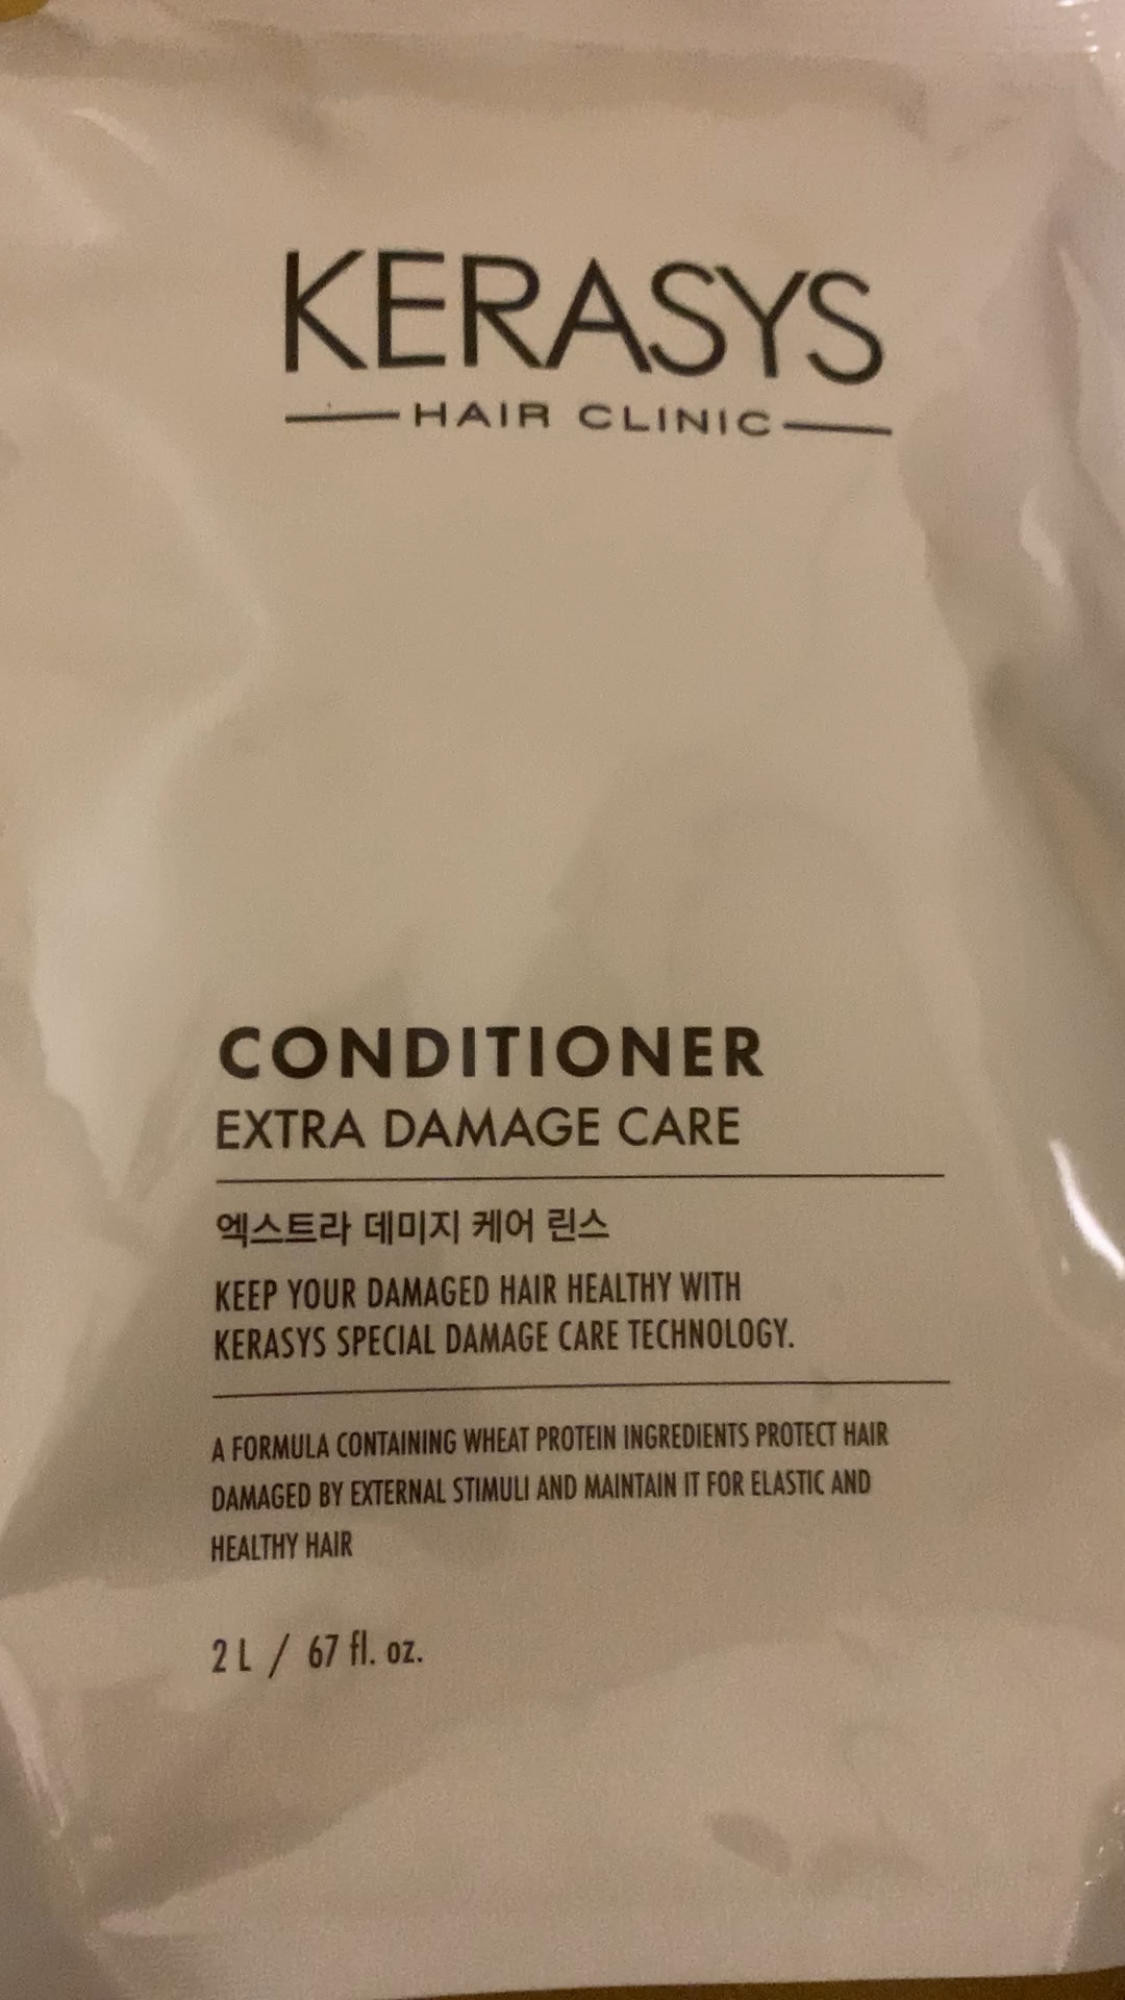 KERASYS
HAIR CLINIC
CONDITIONER
EXTRA DAMAGE CARE
엑스트라 데미지 케어 린스
KEEP YOUR DAMAGED HAIR HEALTHY WITH
KERASYS SPECIAL DAMAGE CARE TECHNOLOGY.
A FORMULA CONTAINING WHEAT PROTEIN INGREDIENTS PROTECT HAIR
DAMAGED BY EXTERNAL STIMULI AND MAINTAIN IT FOR ELASTIC AND
HEALTHY HAIR
2 L / 67 fl. oz.